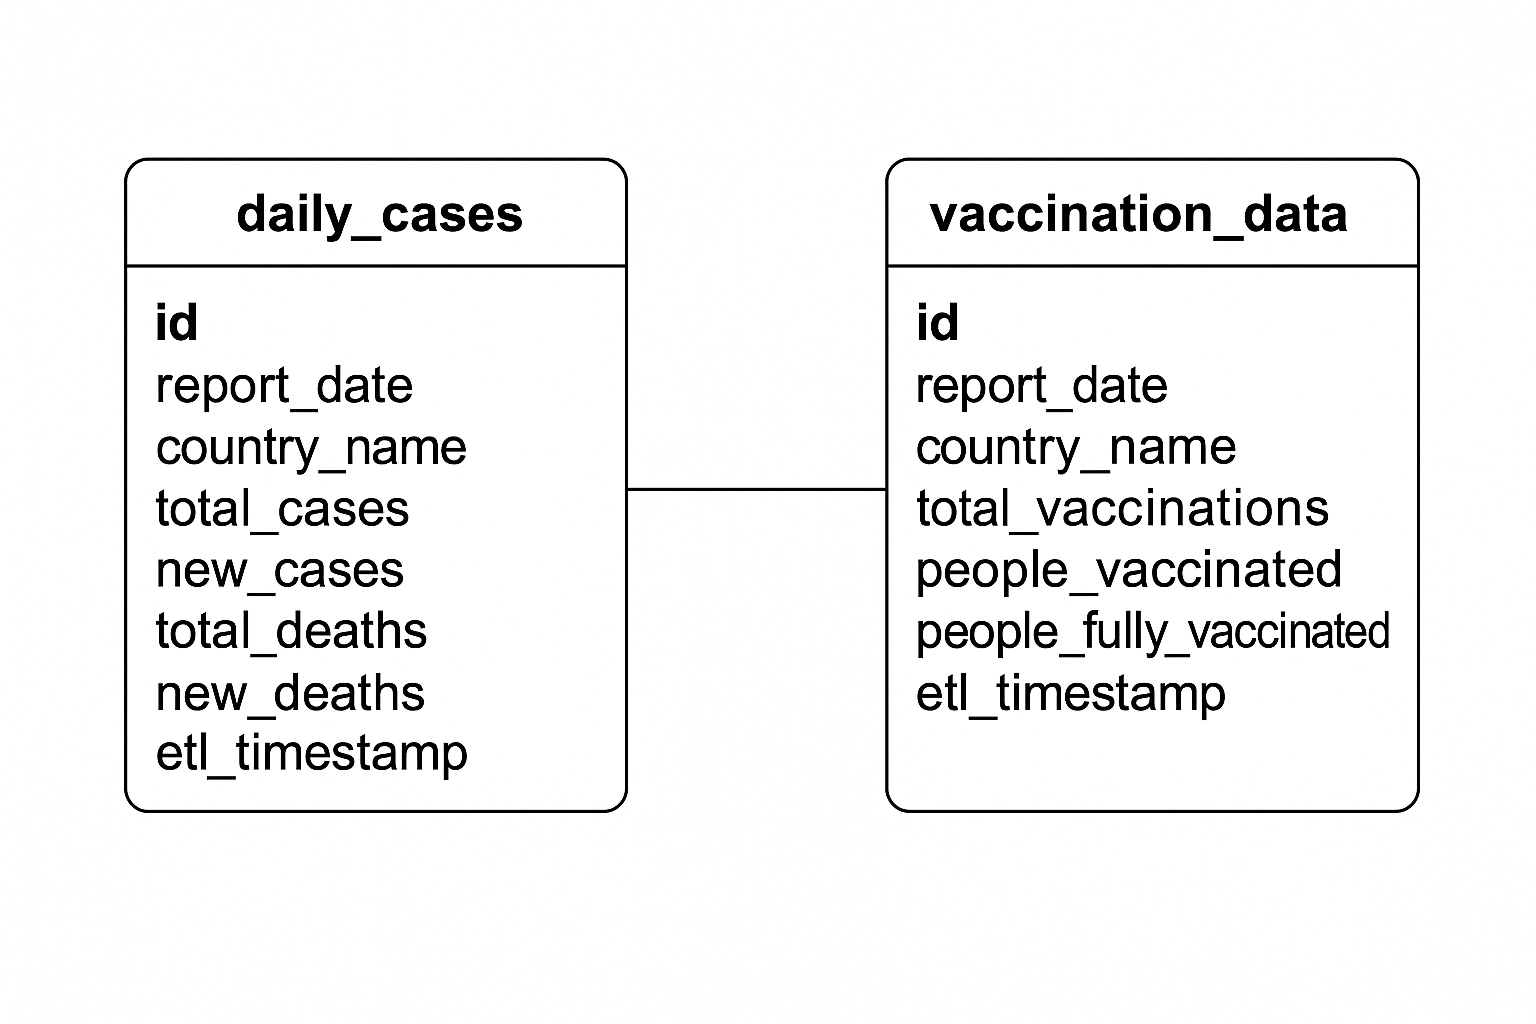 daily_cases
id
report_date
country_name
total_cases
new_cases
total_deaths
new_deaths
etl_timestamp
vaccination_data
id
report_date
country_name
total_vaccinations
people_vaccinated
people_fully_vaccinated
etl_timestamp